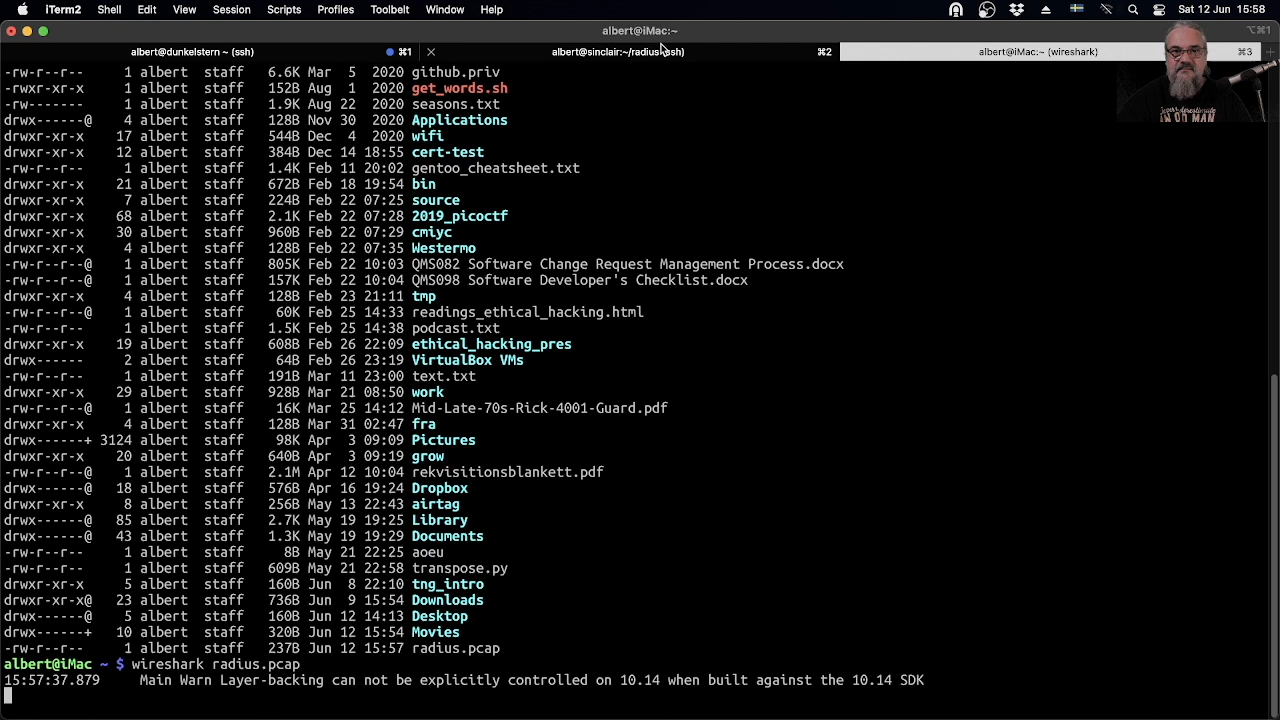 iTerm2 Shell Edit View Session Scripts Profiles Toolbelt Window Help Sat 12 Jun 15:58
albert@iMac:~ ⌥⌘1
albert@dunkelstern ~ (ssh) ⌘1 albert@sinclair:~/radius (ssh) ⌘2 albert@iMac:~ (wireshark) ⌘3
-rw-r--r-- 1 albert staff 6.6K Mar 5 2020 github.priv
-rwxr-xr-x 1 albert staff 152B Aug 1 2020 get_words.sh
-rw------- 1 albert staff 1.9K Aug 22 2020 seasons.txt
drwx------@ 4 albert staff 128B Nov 30 2020 Applications
drwxr-xr-x 17 albert staff 544B Dec 4 2020 wifi
drwxr-xr-x 12 albert staff 384B Dec 14 18:55 cert-test
-rw-r--r-- 1 albert staff 1.4K Feb 11 20:02 gentoo_cheatsheet.txt
drwxr-xr-x 21 albert staff 672B Feb 18 19:54 bin
drwxr-xr-x 7 albert staff 224B Feb 22 07:25 source
drwxr-xr-x 68 albert staff 2.1K Feb 22 07:28 2019_picoctf
drwxr-xr-x 30 albert staff 960B Feb 22 07:29 cmiyc
drwxr-xr-x 4 albert staff 128B Feb 22 07:35 Westermo
-rw-r--r--@ 1 albert staff 805K Feb 22 10:03 QMS082 Software Change Request Management Process.docx
-rw-r--r--@ 1 albert staff 157K Feb 22 10:04 QMS098 Software Developer's Checklist.docx
drwxr-xr-x 4 albert staff 128B Feb 23 21:11 tmp
-rw-r--r--@ 1 albert staff 60K Feb 25 14:33 readings_ethical_hacking.html
-rw-r--r-- 1 albert staff 1.5K Feb 25 14:38 podcast.txt
drwxr-xr-x 19 albert staff 608B Feb 26 22:09 ethical_hacking_pres
drwx------ 2 albert staff 64B Feb 26 23:19 VirtualBox VMs
-rw-r--r-- 1 albert staff 191B Mar 11 23:00 text.txt
drwxr-xr-x 29 albert staff 928B Mar 21 08:50 work
-rw-r--r--@ 1 albert staff 16K Mar 25 14:12 Mid-Late-70s-Rick-4001-Guard.pdf
drwxr-xr-x 4 albert staff 128B Mar 31 02:47 fra
drwx------+ 3124 albert staff 98K Apr 3 09:09 Pictures
drwxr-xr-x 20 albert staff 640B Apr 3 09:19 grow
-rw-r--r--@ 1 albert staff 2.1M Apr 12 10:04 rekvisitionsblankett.pdf
drwx------@ 18 albert staff 576B Apr 16 19:24 Dropbox
drwxr-xr-x 8 albert staff 256B May 13 22:43 airtag
drwx------@ 85 albert staff 2.7K May 19 19:25 Library
drwx------@ 43 albert staff 1.3K May 19 19:29 Documents
-rw-r--r-- 1 albert staff 8B May 21 22:25 aoeu
-rw-r--r-- 1 albert staff 609B May 21 22:58 transpose.py
drwxr-xr-x 5 albert staff 160B Jun 8 22:10 tng_intro
drwxr-xr-x@ 23 albert staff 736B Jun 9 15:54 Downloads
drwx------@ 5 albert staff 160B Jun 12 14:13 Desktop
drwx------+ 10 albert staff 320B Jun 12 15:54 Movies
-rw-r--r-- 1 albert staff 237B Jun 12 15:57 radius.pcap
albert@iMac ~ $ wireshark radius.pcap
15:57:37.879 Main Warn Layer-backing can not be explicitly controlled on 10.14 when built against the 10.14 SDK